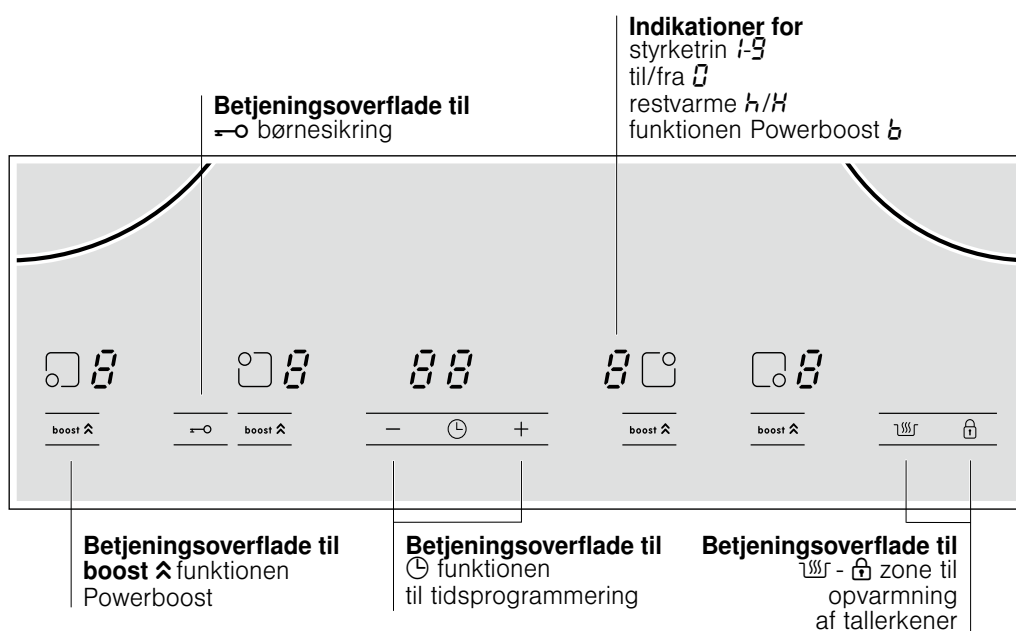 Indikationer for
styrketrin 1-9
til/fra 0
restvarme h/H
funktionen Powerboost b
Betjeningsoverflade til
børnesikring
8 8 8 8 8 8
boost boost − + boost boost
Betjeningsoverflade til
boost funktionen
Powerboost
Betjeningsoverflade til
funktionen
til tidsprogrammering
Betjeningsoverflade til
- zone til
opvarmning
af tallerkener